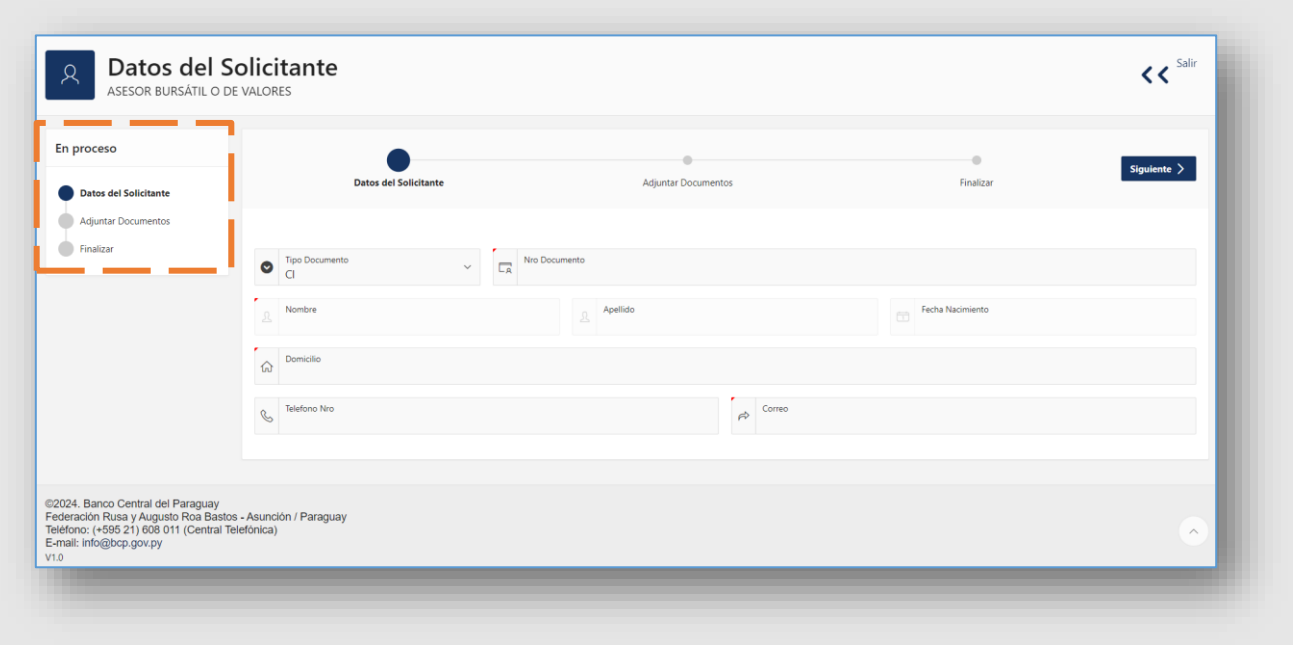 Datos del Solicitante
ASESOR BURSÁTIL O DE VALORES
Salir
En proceso
Datos del Solicitante
Adjuntar Documentos
Finalizar
Datos del Solicitante
Adjuntar Documentos
Finalizar
Siguiente
Tipo Documento
CI
Nro Documento
Nombre
Apellido
Fecha Nacimiento
Domicilio
Telefono Nro
Correo
©2024. Banco Central del Paraguay
Federación Rusa y Augusto Roa Bastos - Asunción / Paraguay
Teléfono: (+595 21) 608 011 (Central Telefónica)
E-mail: info@bcp.gov.py
V1.0